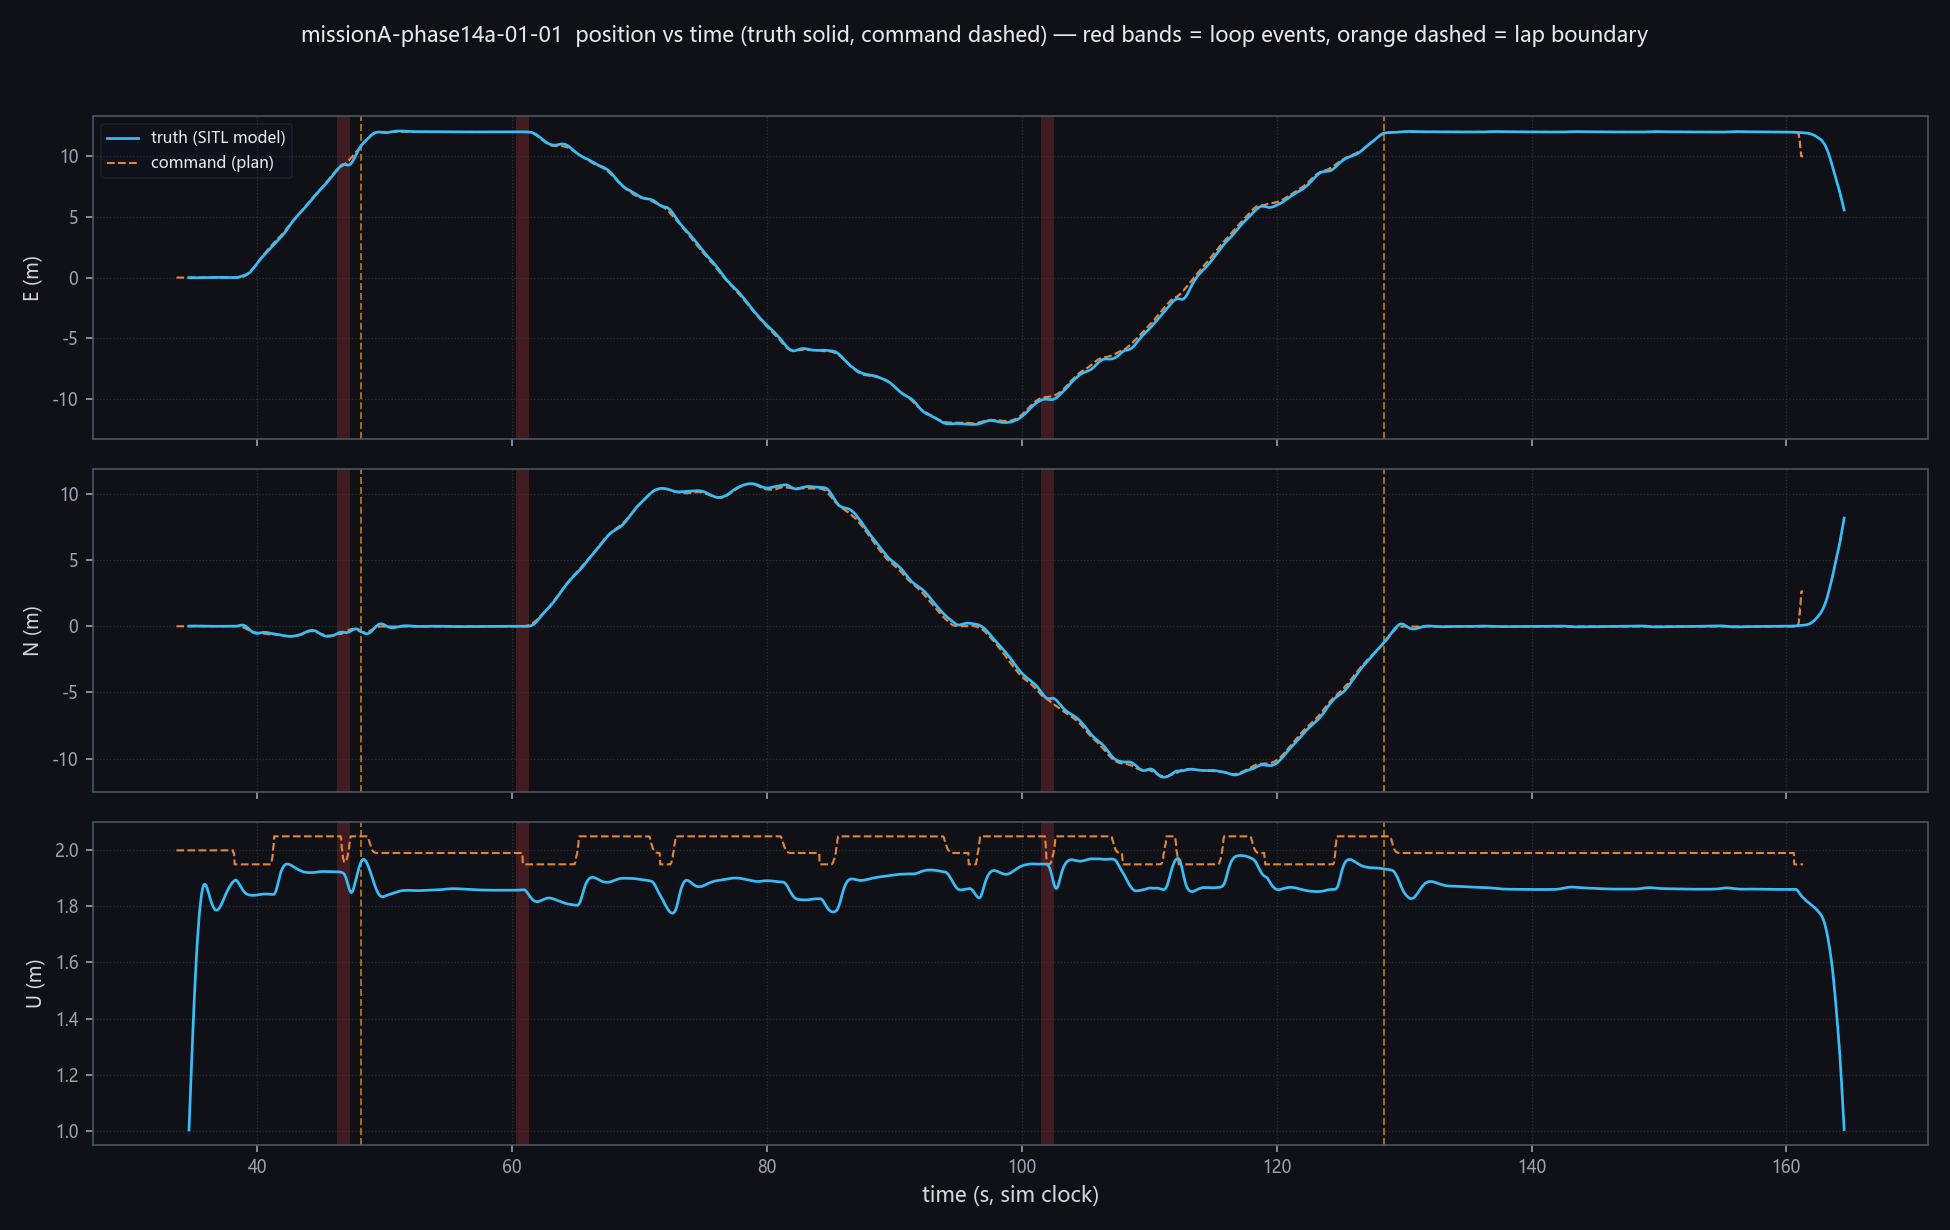 missionA-phase14a-01-01  position vs time (truth solid, command dashed) — red bands = loop events, orange dashed = lap boundary
truth (SITL model)
command (plan)
E (m)
10
5
0
-5
-10
N (m)
10
5
0
-5
-10
U (m)
2.0
1.8
1.6
1.4
1.2
1.0
40 60 80 100 120 140 160
time (s, sim clock)